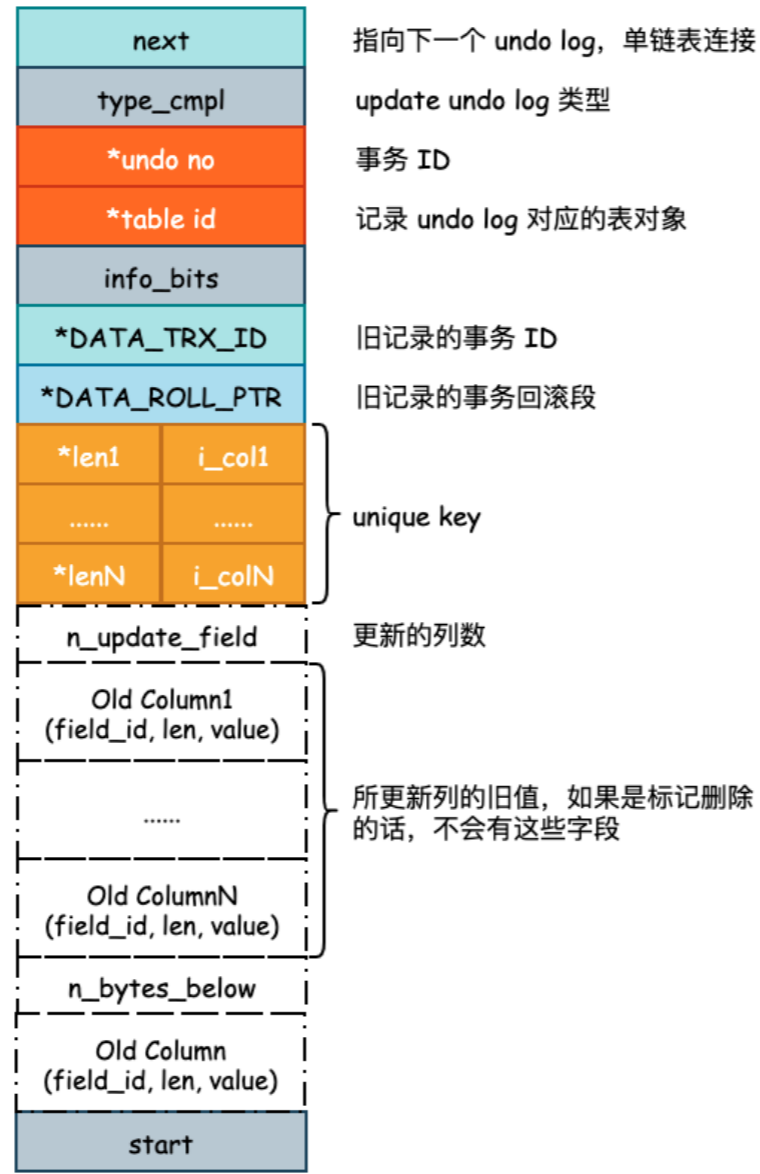 next 指向下一个 undo log，单链表连接
type_cmpl update undo log 类型
*undo no 事务 ID
*table id 记录 undo log 对应的表对象
info_bits
*DATA_TRX_ID 旧记录的事务 ID
*DATA_ROLL_PTR 旧记录的事务回滚段
*len1 i_col1
...... ......
unique key
*lenN i_colN
n_update_field 更新的列数
Old Column1
(field_id, len, value)
......
所更新列的旧值，如果是标记删除
的话，不会有这些字段
Old ColumnN
(field_id, len, value)
n_bytes_below
Old Column
(field_id, len, value)
start